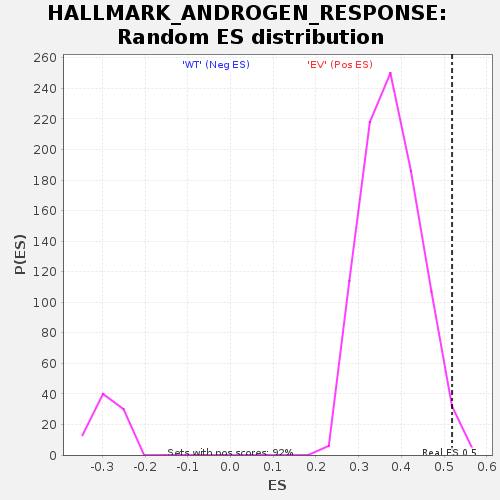 HALLMARK_ANDROGEN_RESPONSE:
Random ES distribution
'WT' (Neg ES)
'EV' (Pos ES)
260
240
220
200
180
160
140
120
100
80
60
40
20
0
P(ES)
Sets with pos scores: 92%
Real ES 0.5
-0.3 -0.2 -0.1 0.0 0.1 0.2 0.3 0.4 0.5 0.6
ES